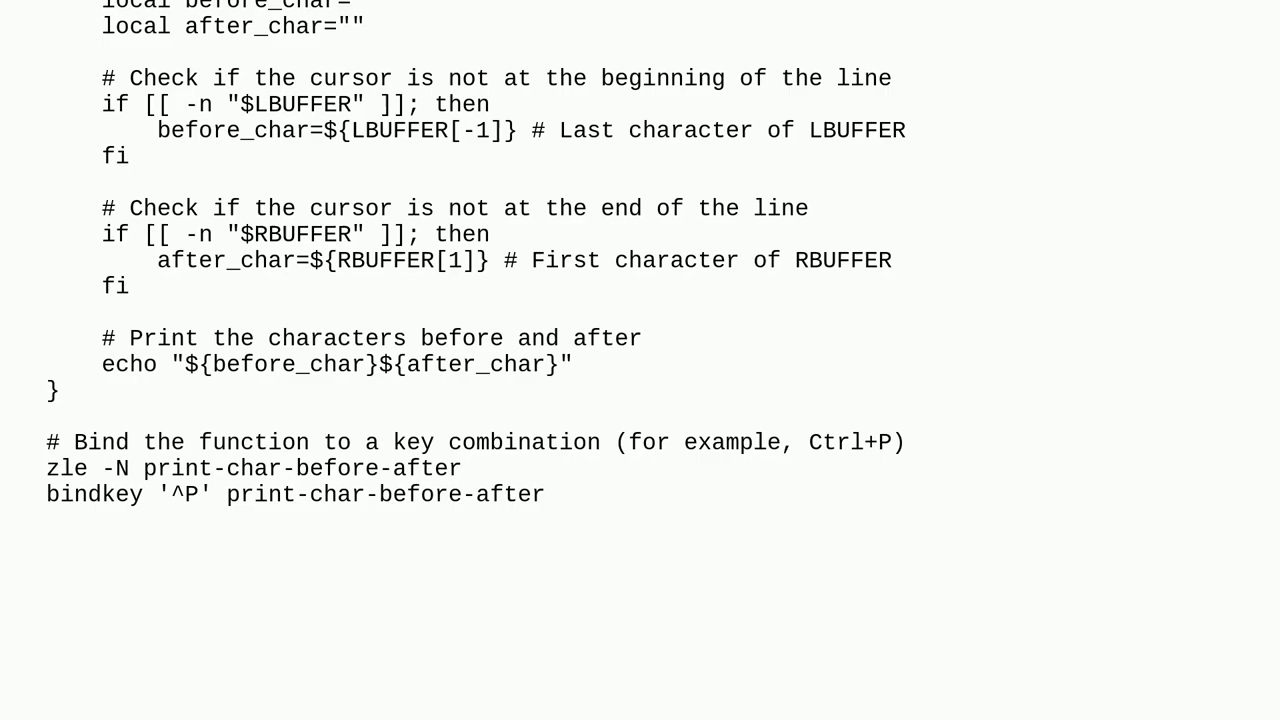 local before_char=
local after_char=""
# Check if the cursor is not at the beginning of the line
if [[ -n "$LBUFFER" ]]; then
before_char=${LBUFFER[-1]} # Last character of LBUFFER
fi
# Check if the cursor is not at the end of the line
if [[ -n "$RBUFFER" ]]; then
after_char=${RBUFFER[1]} # First character of RBUFFER
fi
# Print the characters before and after
echo "${before_char}${after_char}"
}
# Bind the function to a key combination (for example, Ctrl+P)
zle -N print-char-before-after
bindkey '^P' print-char-before-after